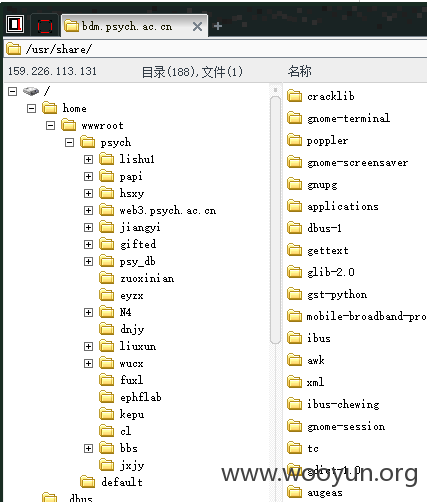 bdm.psych.ac.cn
/usr/share/
159.226.113.131
目录(188),文件(1)
名称
/
home
wwwroot
psych
lishu1
papi
hsxy
web3.psych.ac.cn
jiangyi
gifted
psy_db
zuoxinian
eyzx
N4
dnjy
liuxun
wucx
fuxl
ephflab
kepu
cl
bbs
jxjy
default
.dbus
cracklib
gnome-terminal
poppler
gnome-screensaver
gnupg
applications
dbus-1
gettext
glib-2.0
gst-python
mobile-broadband-pro
ibus
awk
xml
ibus-chewing
gnome-session
tc
gdict-1.0
augeas
www.wooyun.org